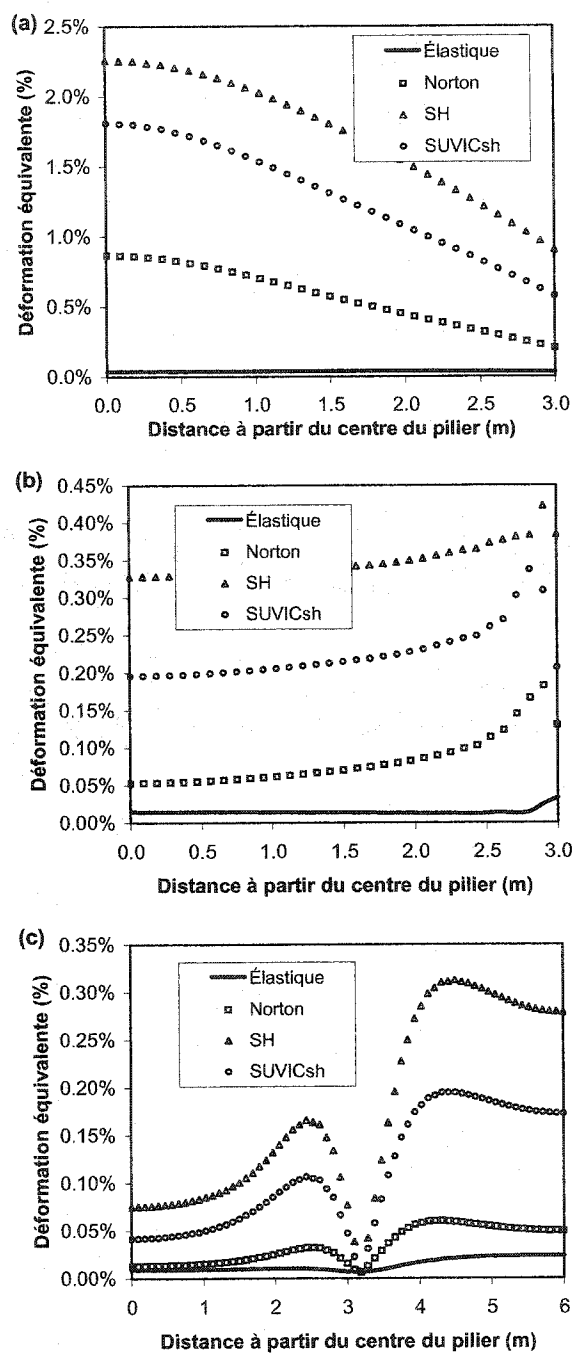 (a)
2.5%
2.0%
1.5%
1.0%
0.5%
0.0%
Déformation équivalente (%)
Élastique
Norton
SH
SUVICsh
0.0 0.5 1.0 1.5 2.0 2.5 3.0
Distance à partir du centre du pilier (m)
(b)
0.45%
0.40%
0.35%
0.30%
0.25%
0.20%
0.15%
0.10%
0.05%
0.00%
Déformation équivalente (%)
Élastique
Norton
SH
SUVICsh
0.0 0.5 1.0 1.5 2.0 2.5 3.0
Distance à partir du centre du pilier (m)
(c)
0.35%
0.30%
0.25%
0.20%
0.15%
0.10%
0.05%
0.00%
Déformation équivalente (%)
Élastique
Norton
SH
SUVICsh
0 1 2 3 4 5 6
Distance à partir du centre du pilier (m)